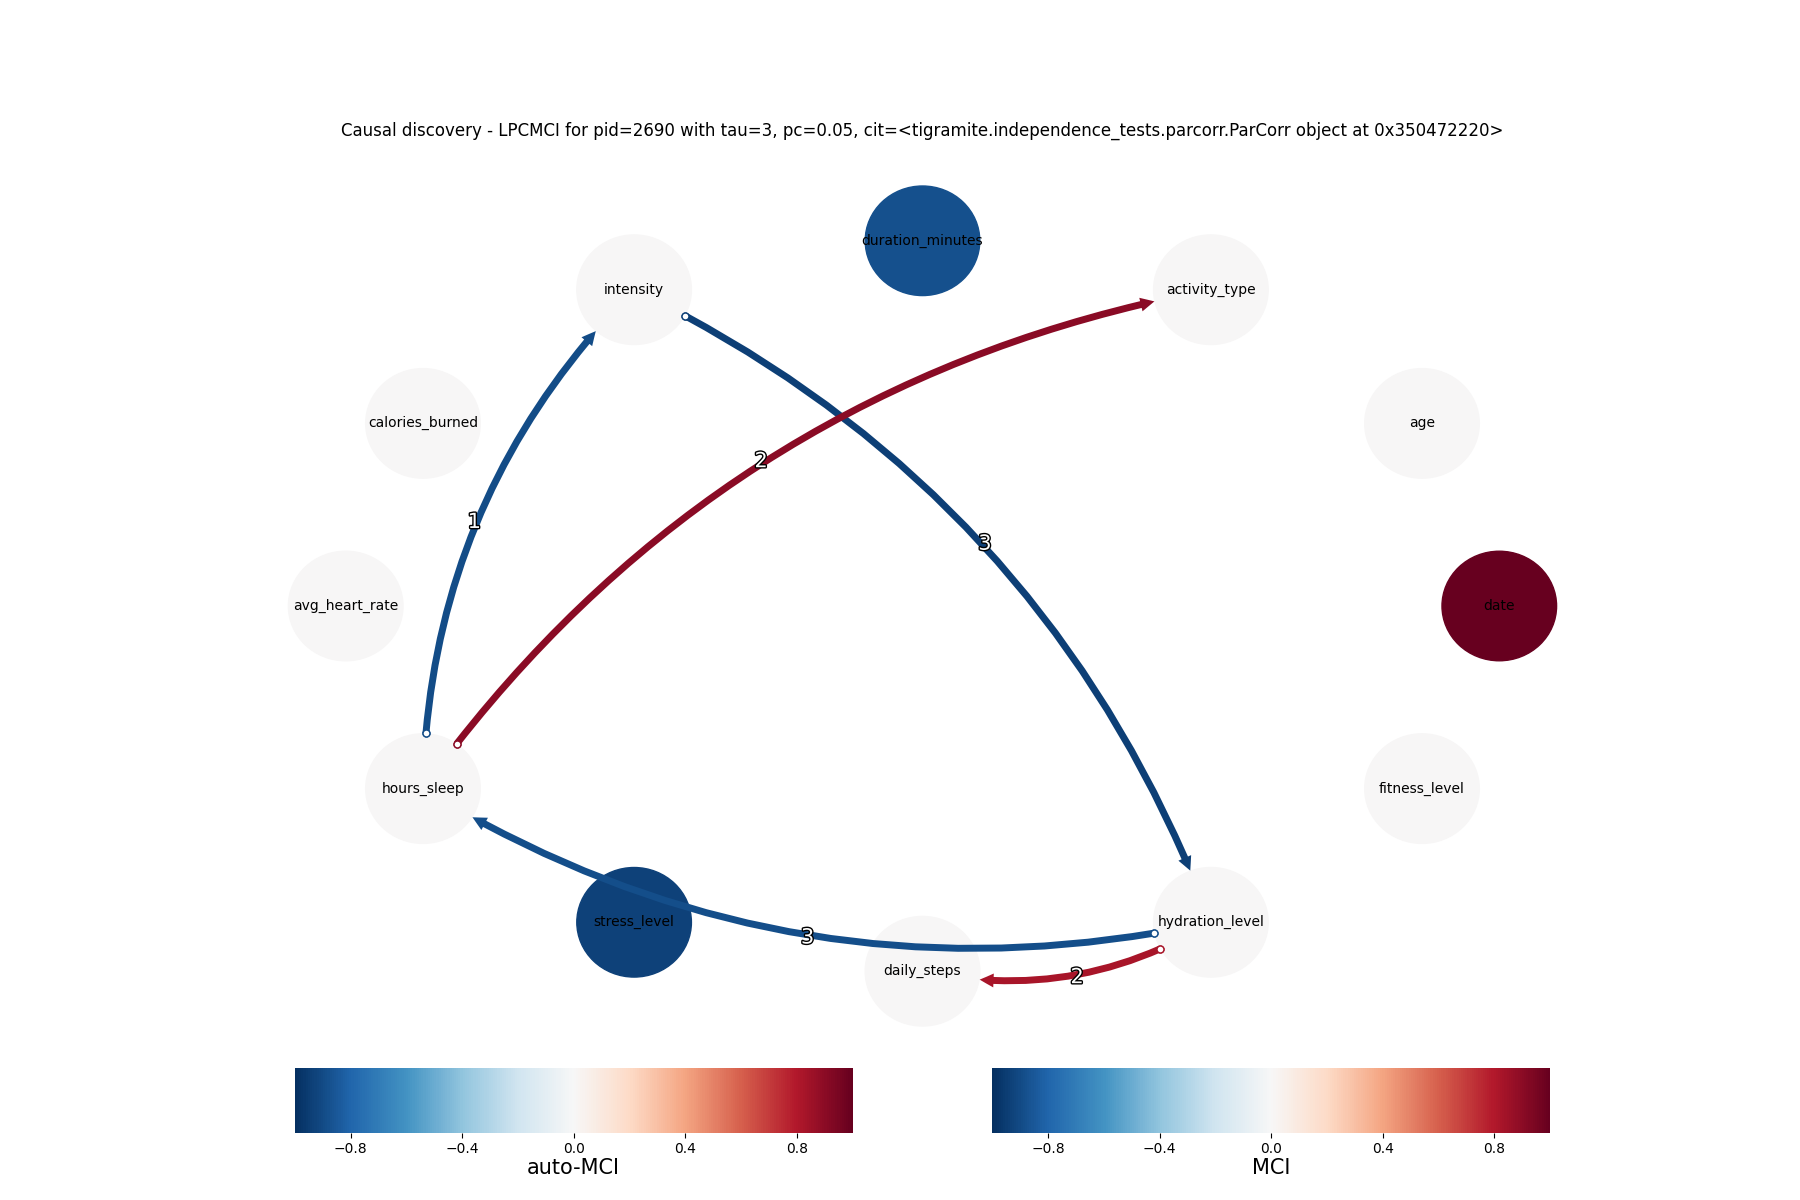 Causal discovery - LPCMCI for pid=2690 with tau=3, pc=0.05, cit=<tigramite.independence_tests.parcorr.ParCorr object at 0x350472220>
duration_minutes
intensity
activity_type
calories_burned
age
2
1
3
avg_heart_rate
date
hours_sleep
fitness_level
stress_level
hydration_level
3
daily_steps
2
−0.8 −0.4 0.0 0.4 0.8
auto-MCI
−0.8 −0.4 0.0 0.4 0.8
MCI